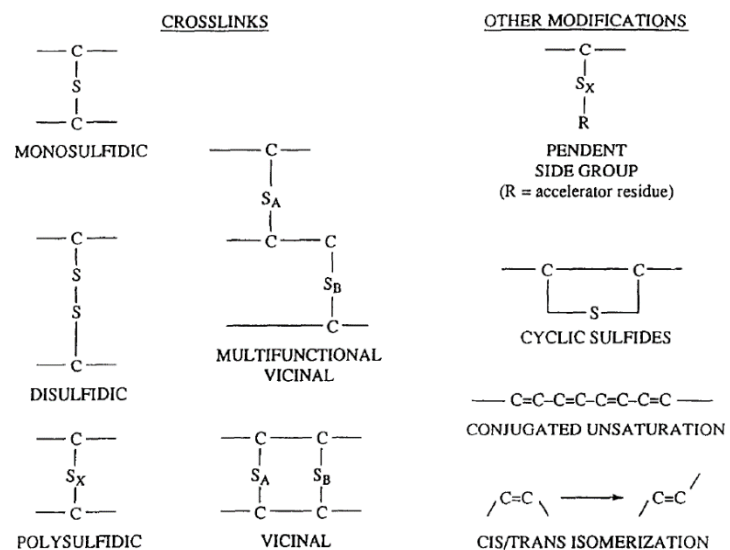 CROSSLINKS
C
S
C
MONOSULFIDIC
C
S
S
C
DISULFIDIC
C
SX
C
POLYSULFIDIC
C
SA
C C
SB
C
MULTIFUNCTIONAL
VICINAL
C C
SA SB
C C
VICINAL
OTHER MODIFICATIONS
C
SX
R
PENDENT
SIDE GROUP
(R = accelerator residue)
C C
S
CYCLIC SULFIDES
C=C–C=C–C=C–C=C
CONJUGATED UNSATURATION
C=C C=C
CIS/TRANS ISOMERIZATION